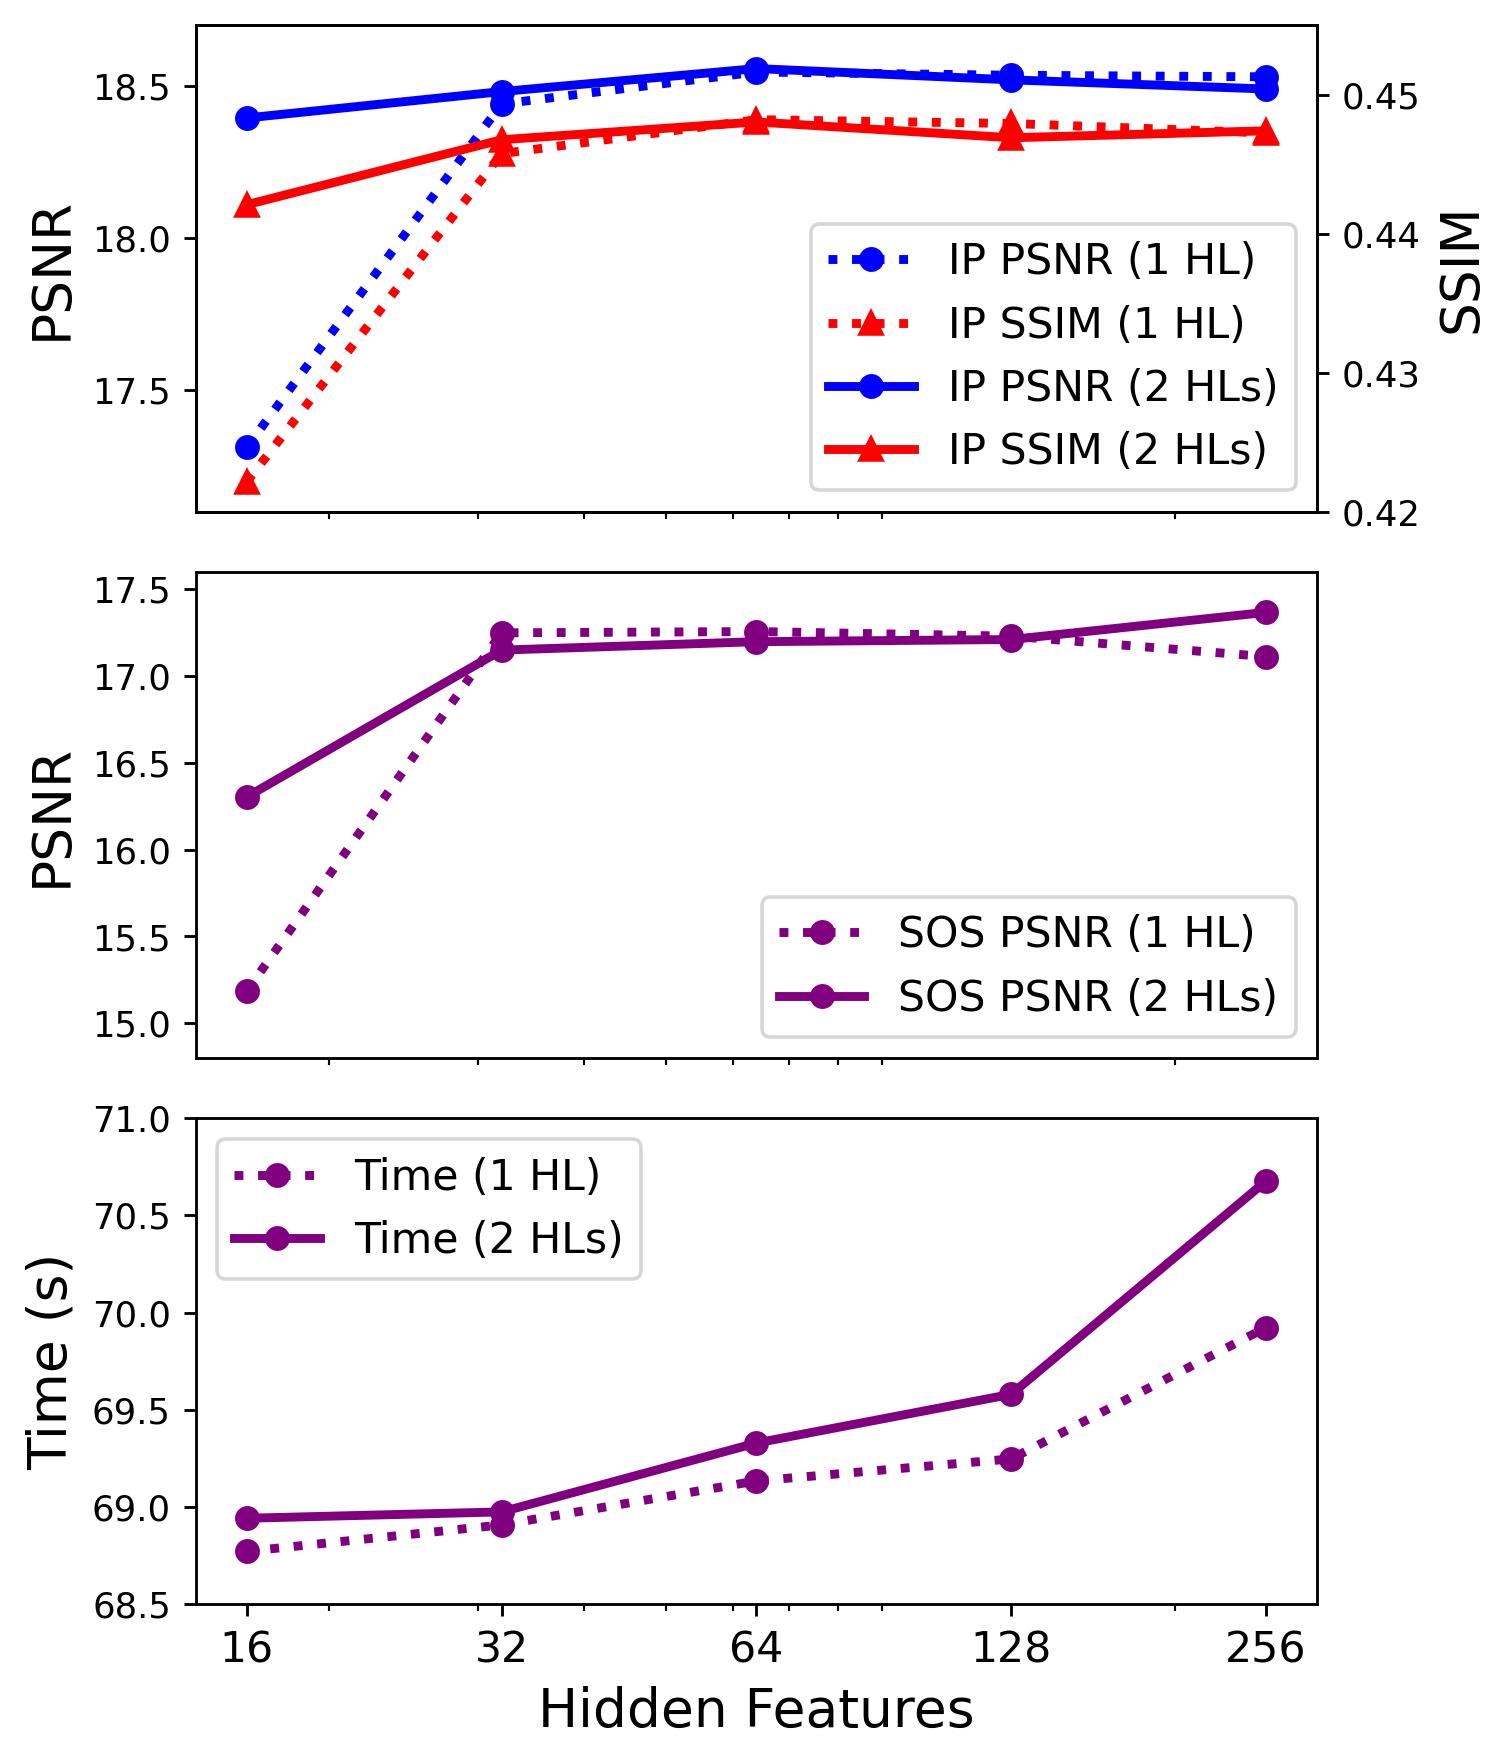 PSNR
18.5
18.0
17.5
SSIM
0.45
0.44
0.43
0.42
IP PSNR (1 HL)
IP SSIM (1 HL)
IP PSNR (2 HLs)
IP SSIM (2 HLs)
PSNR
17.5
17.0
16.5
16.0
15.5
15.0
SOS PSNR (1 HL)
SOS PSNR (2 HLs)
Time (s)
71.0
70.5
70.0
69.5
69.0
68.5
Time (1 HL)
Time (2 HLs)
16 32 64 128 256
Hidden Features